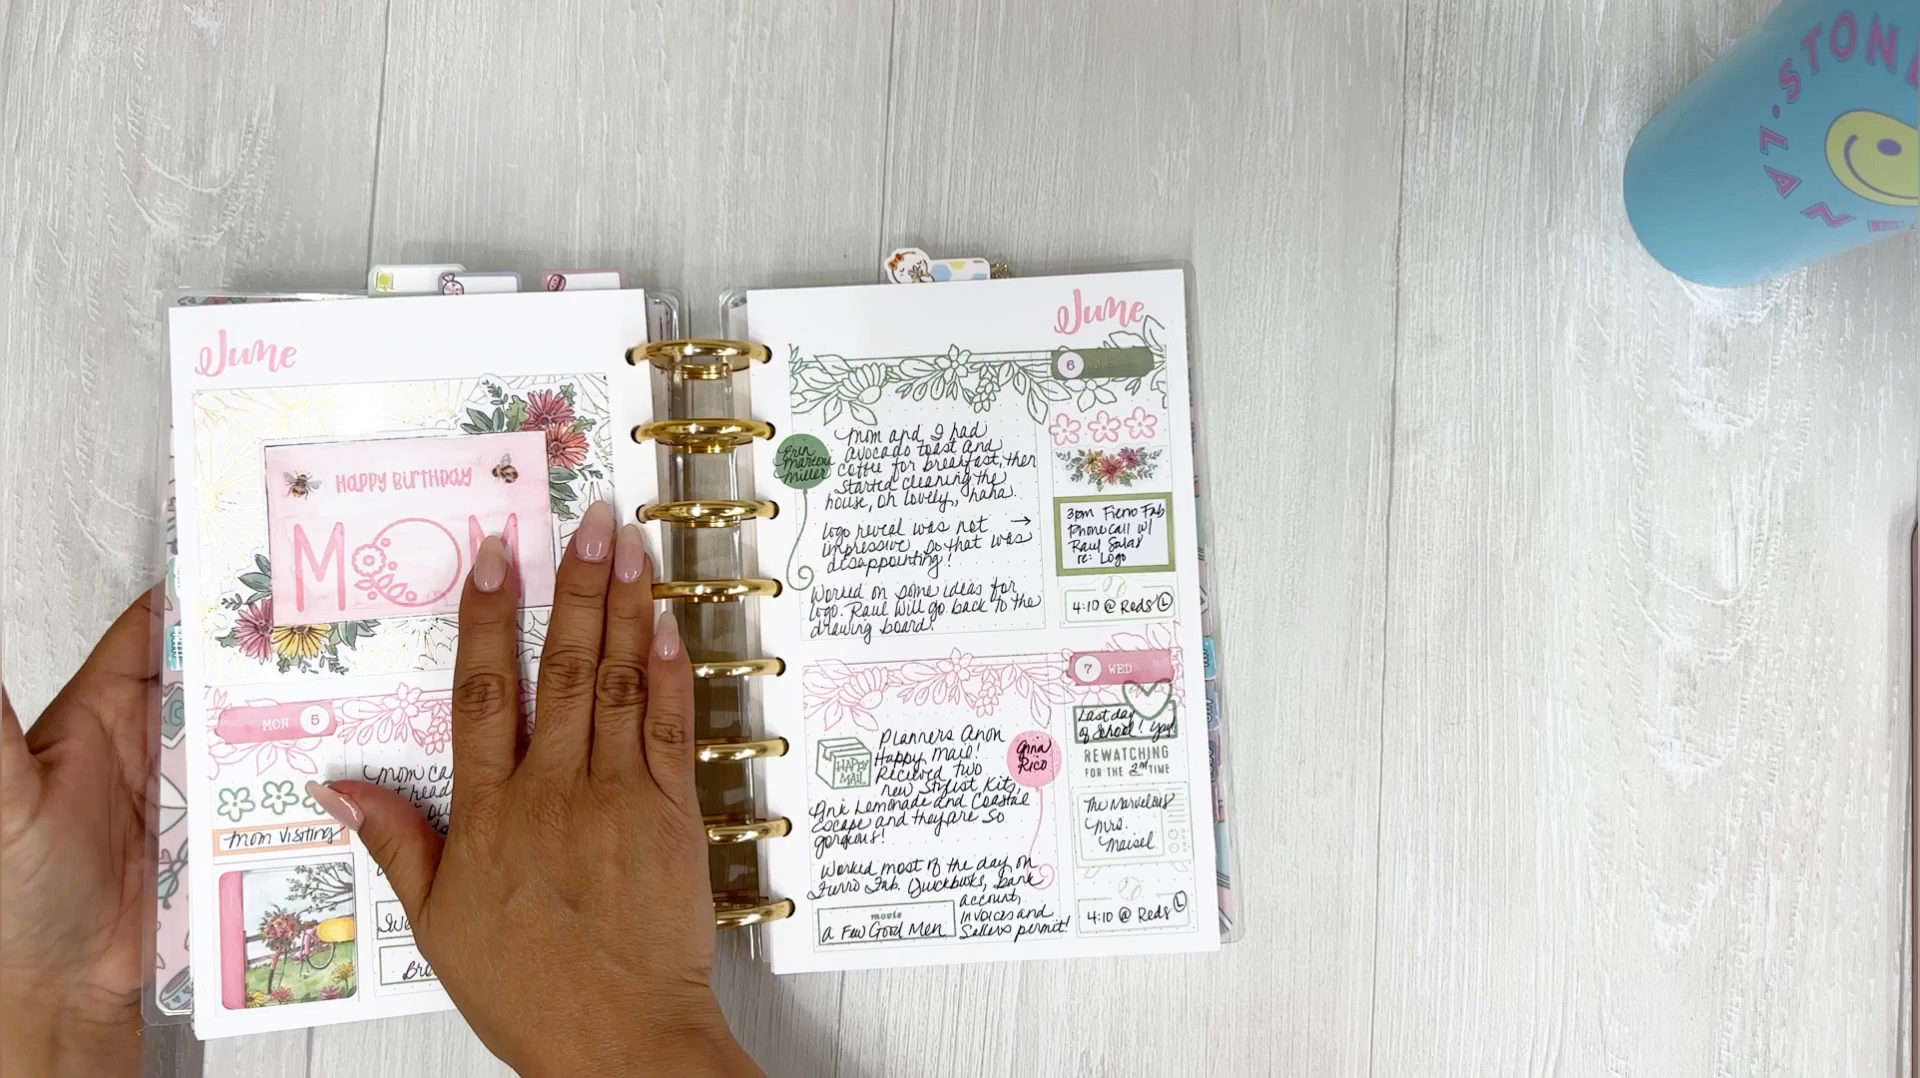 June
HAPPY BIRTHDAY
MOM
MON 5
mom visiting
June
6
Erin
Marcou
Miller
Mom and I had
avocado toast and
coffee for breakfast, then
started cleaning the
house, oh lovely, haha.
Logo reveal was not →
impressive so that was
disappointing!
Worked on some ideas for
logo. Raul will go back to the
drawing board.
3pm Fierro Fab
Phone call w/
Raul Salas
re: Logo
4:10 @ Reds L
7 WED
HAPPY
MAIL
Planners Anon
Happy Mail!
Recieved two
new Stylist Kits,
Pink Lemonade and Coastal
Escape and they are so
gorgeous!
Gina
Rico
Worked most of the day on
Fierro Fab. Quickbooks, bank
account,
invoices and
Sellers permit!
movie
A Few Good Men
Last day
of School! Yay!
REWATCHING
FOR THE 2nd TIME
The Marvelous
Mrs.
Maisel
4:10 @ Reds L